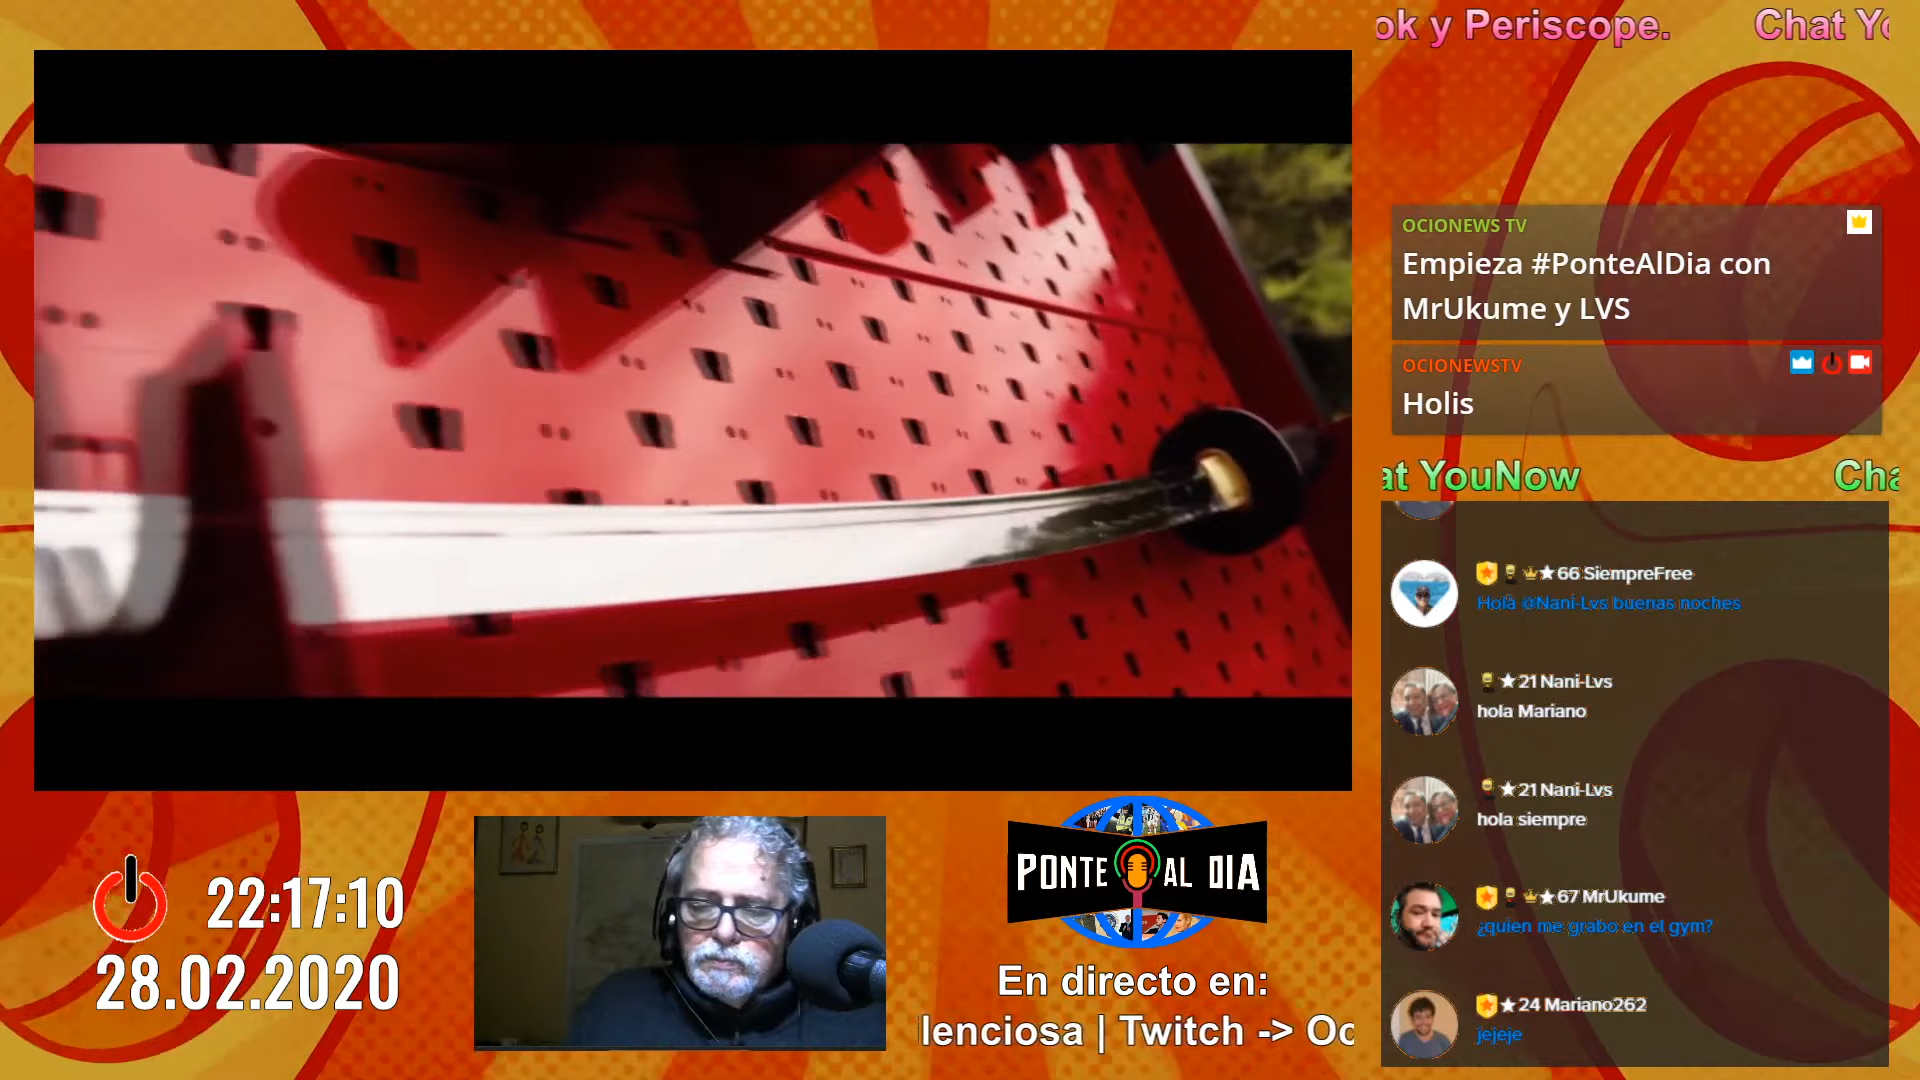 ok y Periscope. Chat Yo
OCIONEWS TV
Empieza #PonteAlDia con
MrUkume y LVS
OCIONEWSTV
Holis
at YouNow Cha
66 SiempreFree
Hola @Nani-Lvs buenas noches
21 Nani-Lvs
hola Mariano
21 Nani-Lvs
hola siempre
67 MrUkume
¿quien me grabo en el gym?
24 Mariano262
jejeje
22:17:10
28.02.2020
PONTE AL DIA
En directo en:
lenciosa | Twitch -> Oc